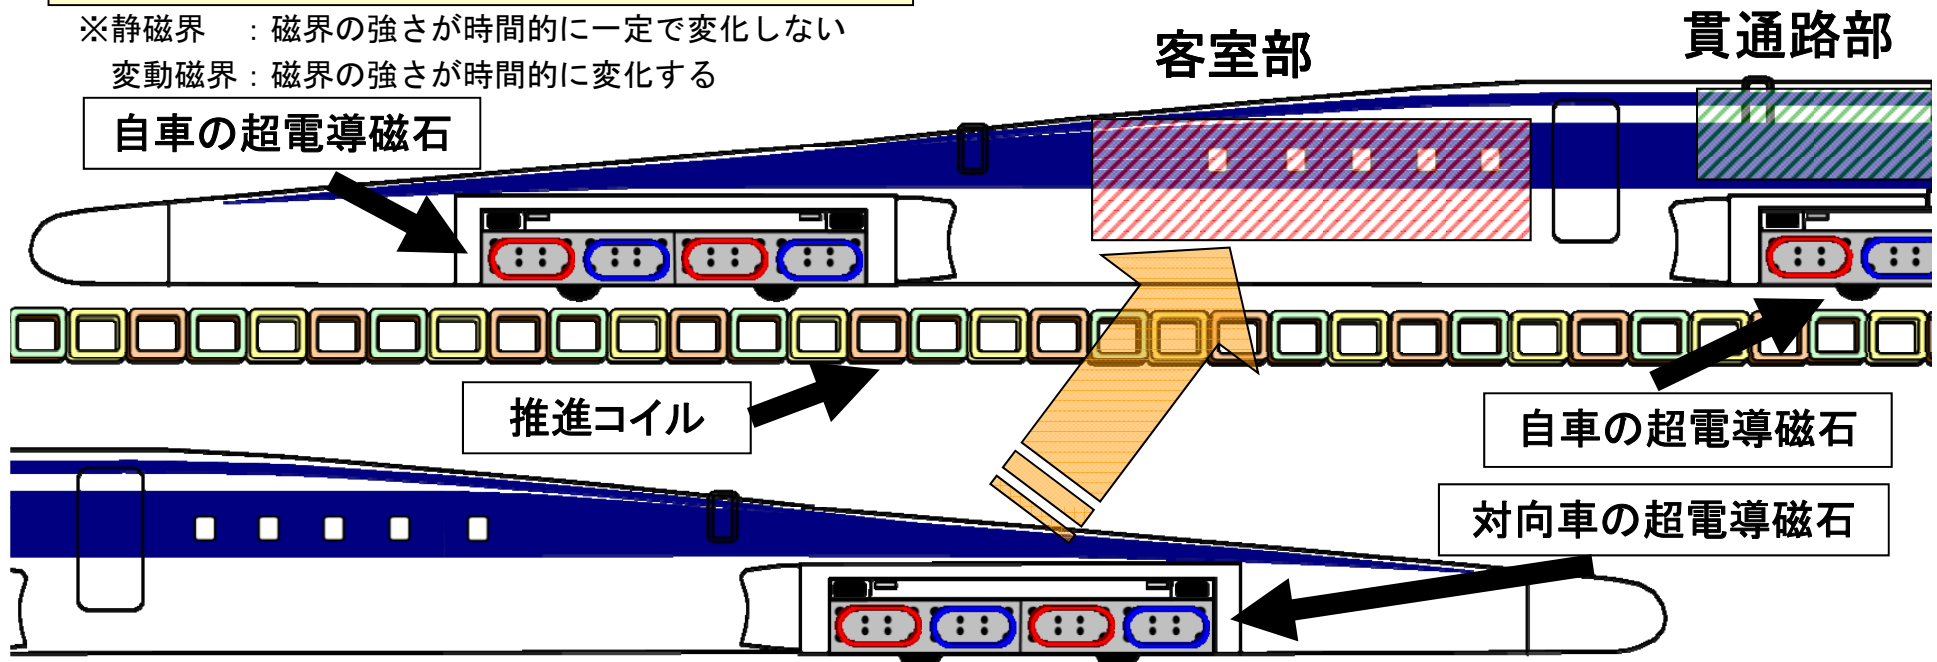 ※静磁界　：磁界の強さが時間的に一定で変化しない
変動磁界：磁界の強さが時間的に変化する
客室部
貫通路部
自車の超電導磁石
推進コイル
自車の超電導磁石
対向車の超電導磁石